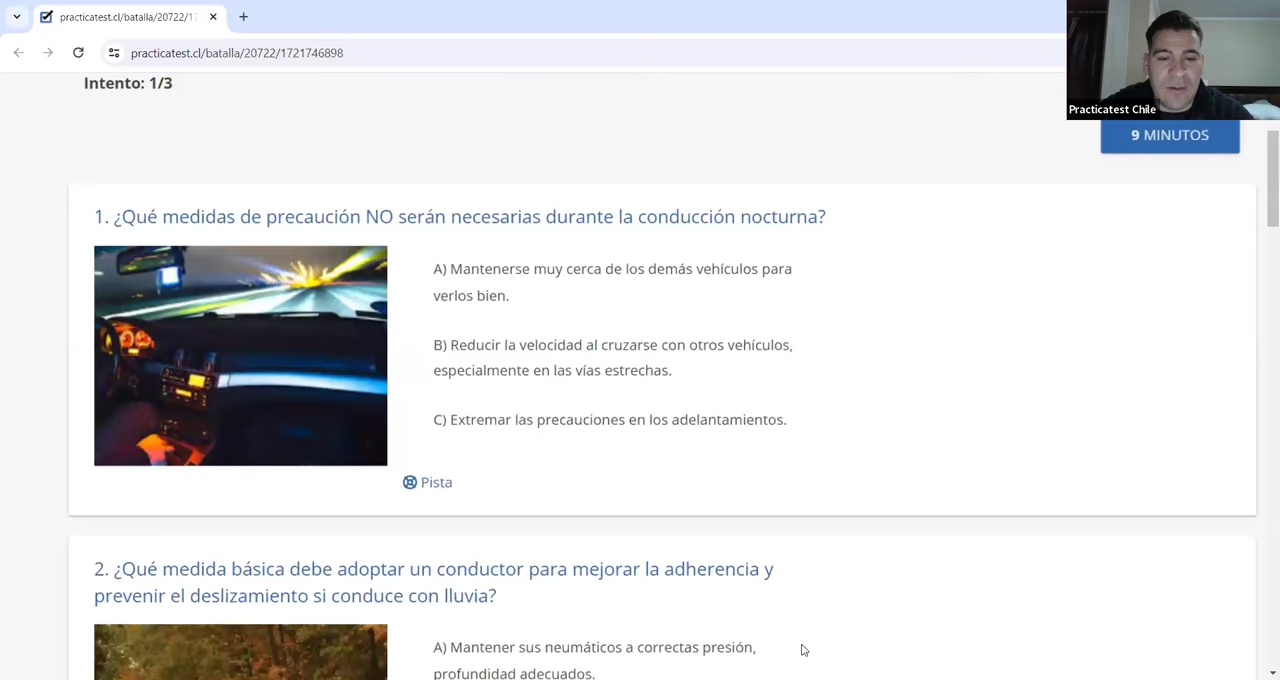 practicatest.cl/batalla/20722/17
practicatest.cl/batalla/20722/1721746898
Practicatest Chile
Intento: 1/3
9 MINUTOS
1. ¿Qué medidas de precaución NO serán necesarias durante la conducción nocturna?
A) Mantenerse muy cerca de los demás vehículos para
verlos bien.
B) Reducir la velocidad al cruzarse con otros vehículos,
especialmente en las vías estrechas.
C) Extremar las precauciones en los adelantamientos.
Pista
2. ¿Qué medida básica debe adoptar un conductor para mejorar la adherencia y
prevenir el deslizamiento si conduce con lluvia?
A) Mantener sus neumáticos a correctas presión,
profundidad adecuados.